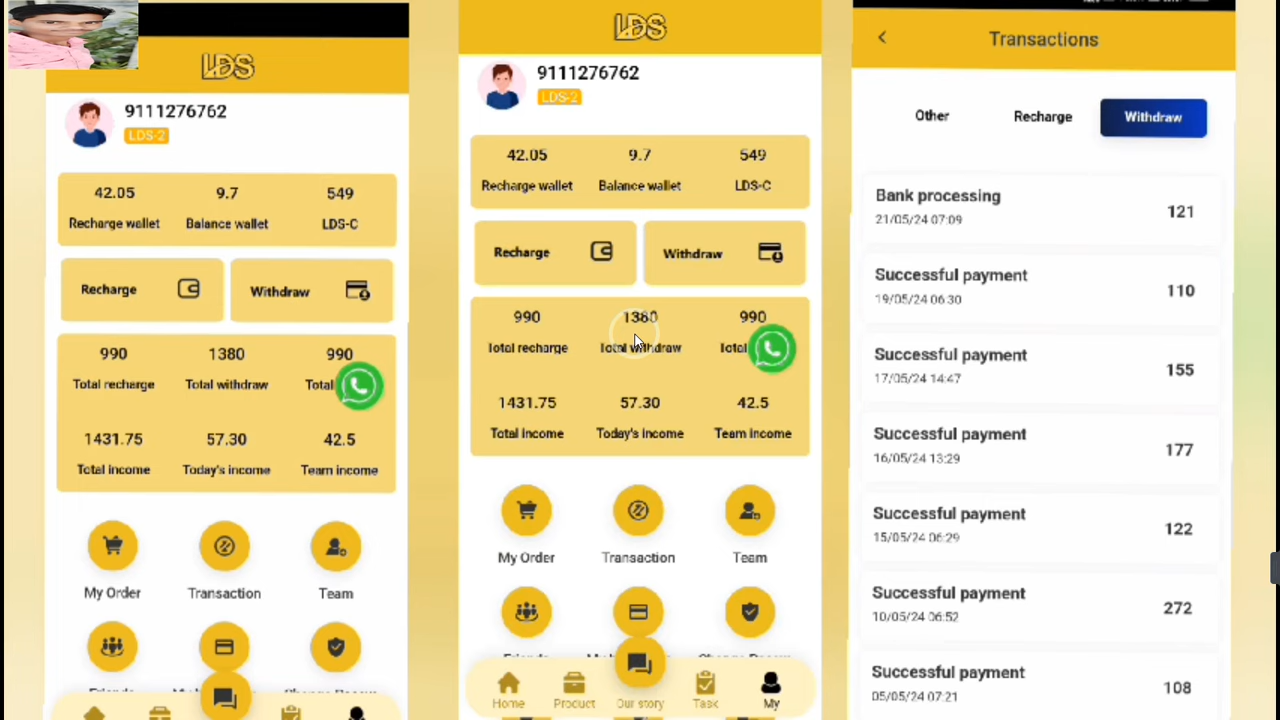 LDS
9111276762
LDS-2
42.05 9.7 549
Recharge wallet Balance wallet LDS-C
Recharge Withdraw
990 1380 990
Total recharge Total withdraw Total
1431.75 57.30 42.5
Total income Today's income Team income
My Order Transaction Team
LDS
9111276762
LDS-2
42.05 9.7 549
Recharge wallet Balance wallet LDS-C
Recharge Withdraw
990 1380 990
Total recharge Total withdraw Total
1431.75 57.30 42.5
Total income Today's income Team income
My Order Transaction Team
Home Product Our story Task My
Transactions
Other Recharge Withdraw
Bank processing
121
21/05/24 07:09
Successful payment
110
19/05/24 06:30
Successful payment
155
17/05/24 14:47
Successful payment
177
16/05/24 13:29
Successful payment
122
15/05/24 06:29
Successful payment
272
10/05/24 06:52
Successful payment
108
05/05/24 07:21